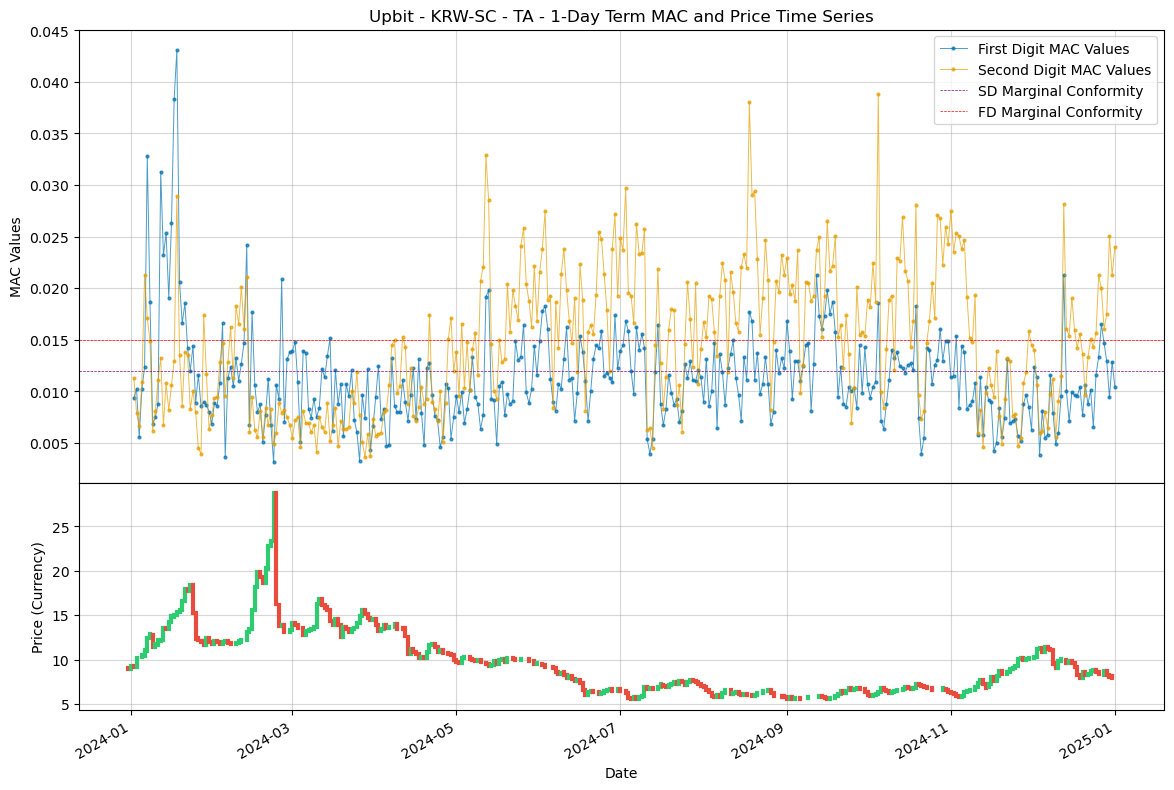 Upbit - KRW-SC - TA - 1-Day Term MAC and Price Time Series
First Digit MAC Values
Second Digit MAC Values
SD Marginal Conformity
FD Marginal Conformity
MAC Values
0.045
0.040
0.035
0.030
0.025
0.020
0.015
0.010
0.005
Price (Currency)
25
20
15
10
5
2024-01
2024-03
2024-05
2024-07
2024-09
2024-11
2025-01
Date